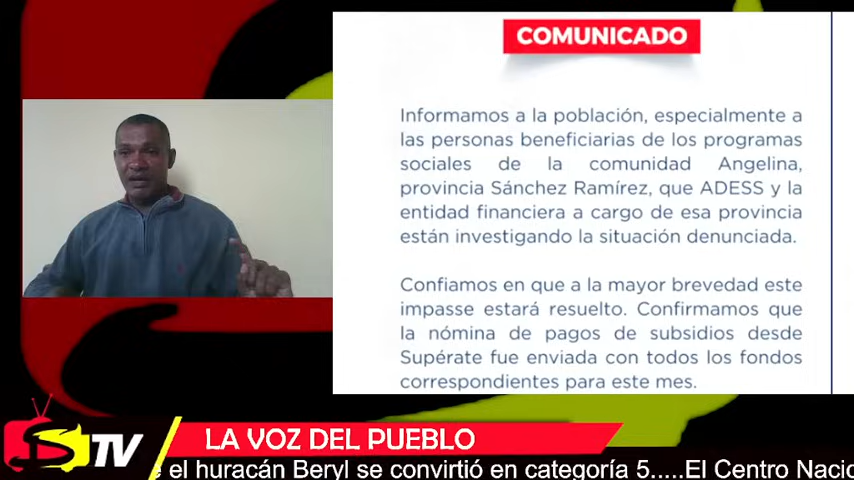 COMUNICADO
Informamos a la población, especialmente a
las personas beneficiarias de los programas
sociales de la comunidad Angelina,
provincia Sánchez Ramírez, que ADESS y la
entidad financiera a cargo de esa provincia
están investigando la situación denunciada.
Confiamos en que a la mayor brevedad este
impasse estará resuelto. Confirmamos que
la nómina de pagos de subsidios desde
Supérate fue enviada con todos los fondos
correspondientes para este mes.
STV
LA VOZ DEL PUEBLO
e el huracán Beryl se convirtió en categoría 5.....El Centro Nacio